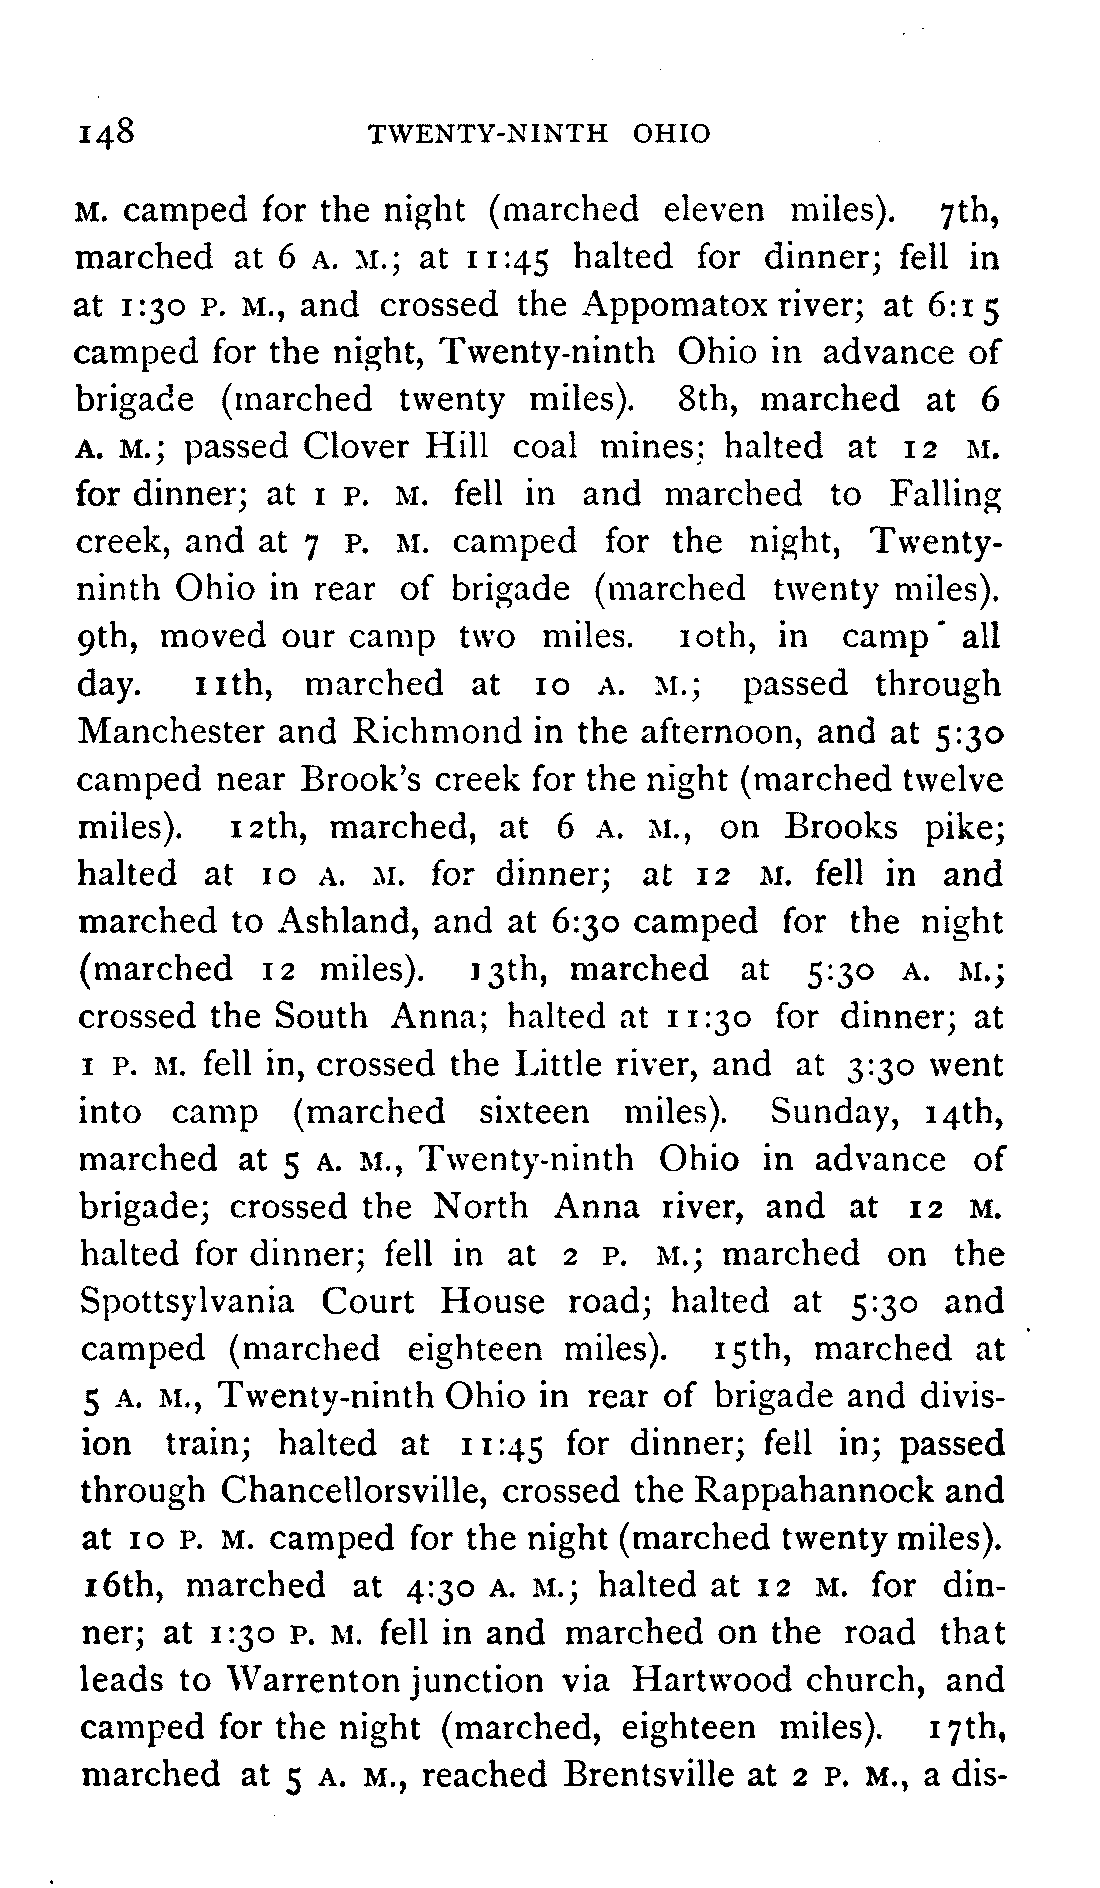 148 TWENTY-NINTH OHIO
M. camped for the night (marched eleven miles). 7th,
marched at 6 A. M.; at 11:45 halted for dinner; fell in
at 1:30 P. M., and crossed the Appomatox river; at 6:15
camped for the night, Twenty-ninth Ohio in advance of
brigade (marched twenty miles). 8th, marched at 6
A. M.; passed Clover Hill coal mines; halted at 12 M.
for dinner; at 1 P. M. fell in and marched to Falling
creek, and at 7 P. M. camped for the night, Twenty-
ninth Ohio in rear of brigade (marched twenty miles).
9th, moved our camp two miles. 10th, in camp all
day. 11th, marched at 10 A. M.; passed through
Manchester and Richmond in the afternoon, and at 5:30
camped near Brook's creek for the night (marched twelve
miles). 12th, marched, at 6 A. M., on Brooks pike;
halted at 10 A. M. for dinner; at 12 M. fell in and
marched to Ashland, and at 6:30 camped for the night
(marched 12 miles). 13th, marched at 5:30 A. M.;
crossed the South Anna; halted at 11:30 for dinner; at
1 P. M. fell in, crossed the Little river, and at 3:30 went
into camp (marched sixteen miles). Sunday, 14th,
marched at 5 A. M., Twenty-ninth Ohio in advance of
brigade; crossed the North Anna river, and at 12 M.
halted for dinner; fell in at 2 P. M.; marched on the
Spottsylvania Court House road; halted at 5:30 and
camped (marched eighteen miles). 15th, marched at
5 A. M., Twenty-ninth Ohio in rear of brigade and divis-
ion train; halted at 11:45 for dinner; fell in; passed
through Chancellorsville, crossed the Rappahannock and
at 10 P. M. camped for the night (marched twenty miles).
16th, marched at 4:30 A. M.; halted at 12 M. for din-
ner; at 1:30 P. M. fell in and marched on the road that
leads to Warrenton junction via Hartwood church, and
camped for the night (marched, eighteen miles). 17th,
marched at 5 A. M., reached Brentsville at 2 P. M., a dis-